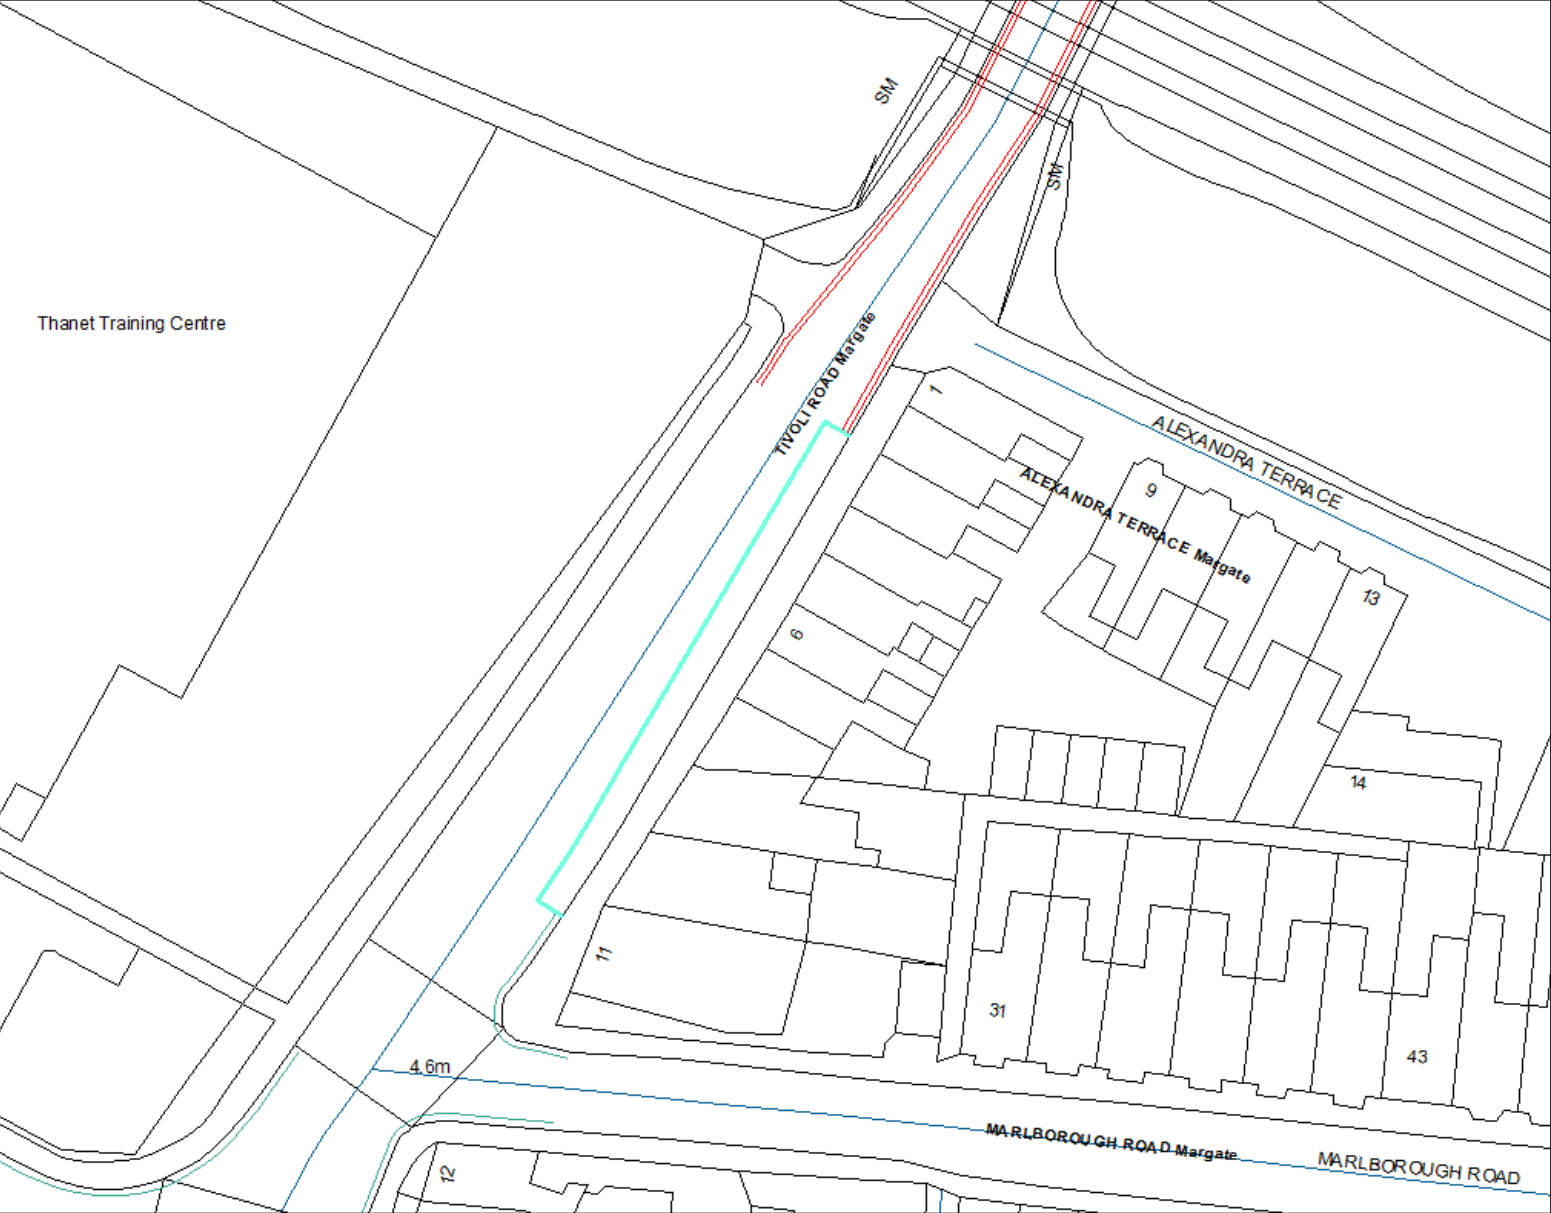 SM
SM
Thanet Training Centre
TIVOLI ROAD Margate
1
ALEXANDRA TERRACE
ALEXANDRA TERRACE Margate
9
13
6
14
11
31
43
4.6m
MARLBOROUGH ROAD Margate
MARLBOROUGH ROAD
12